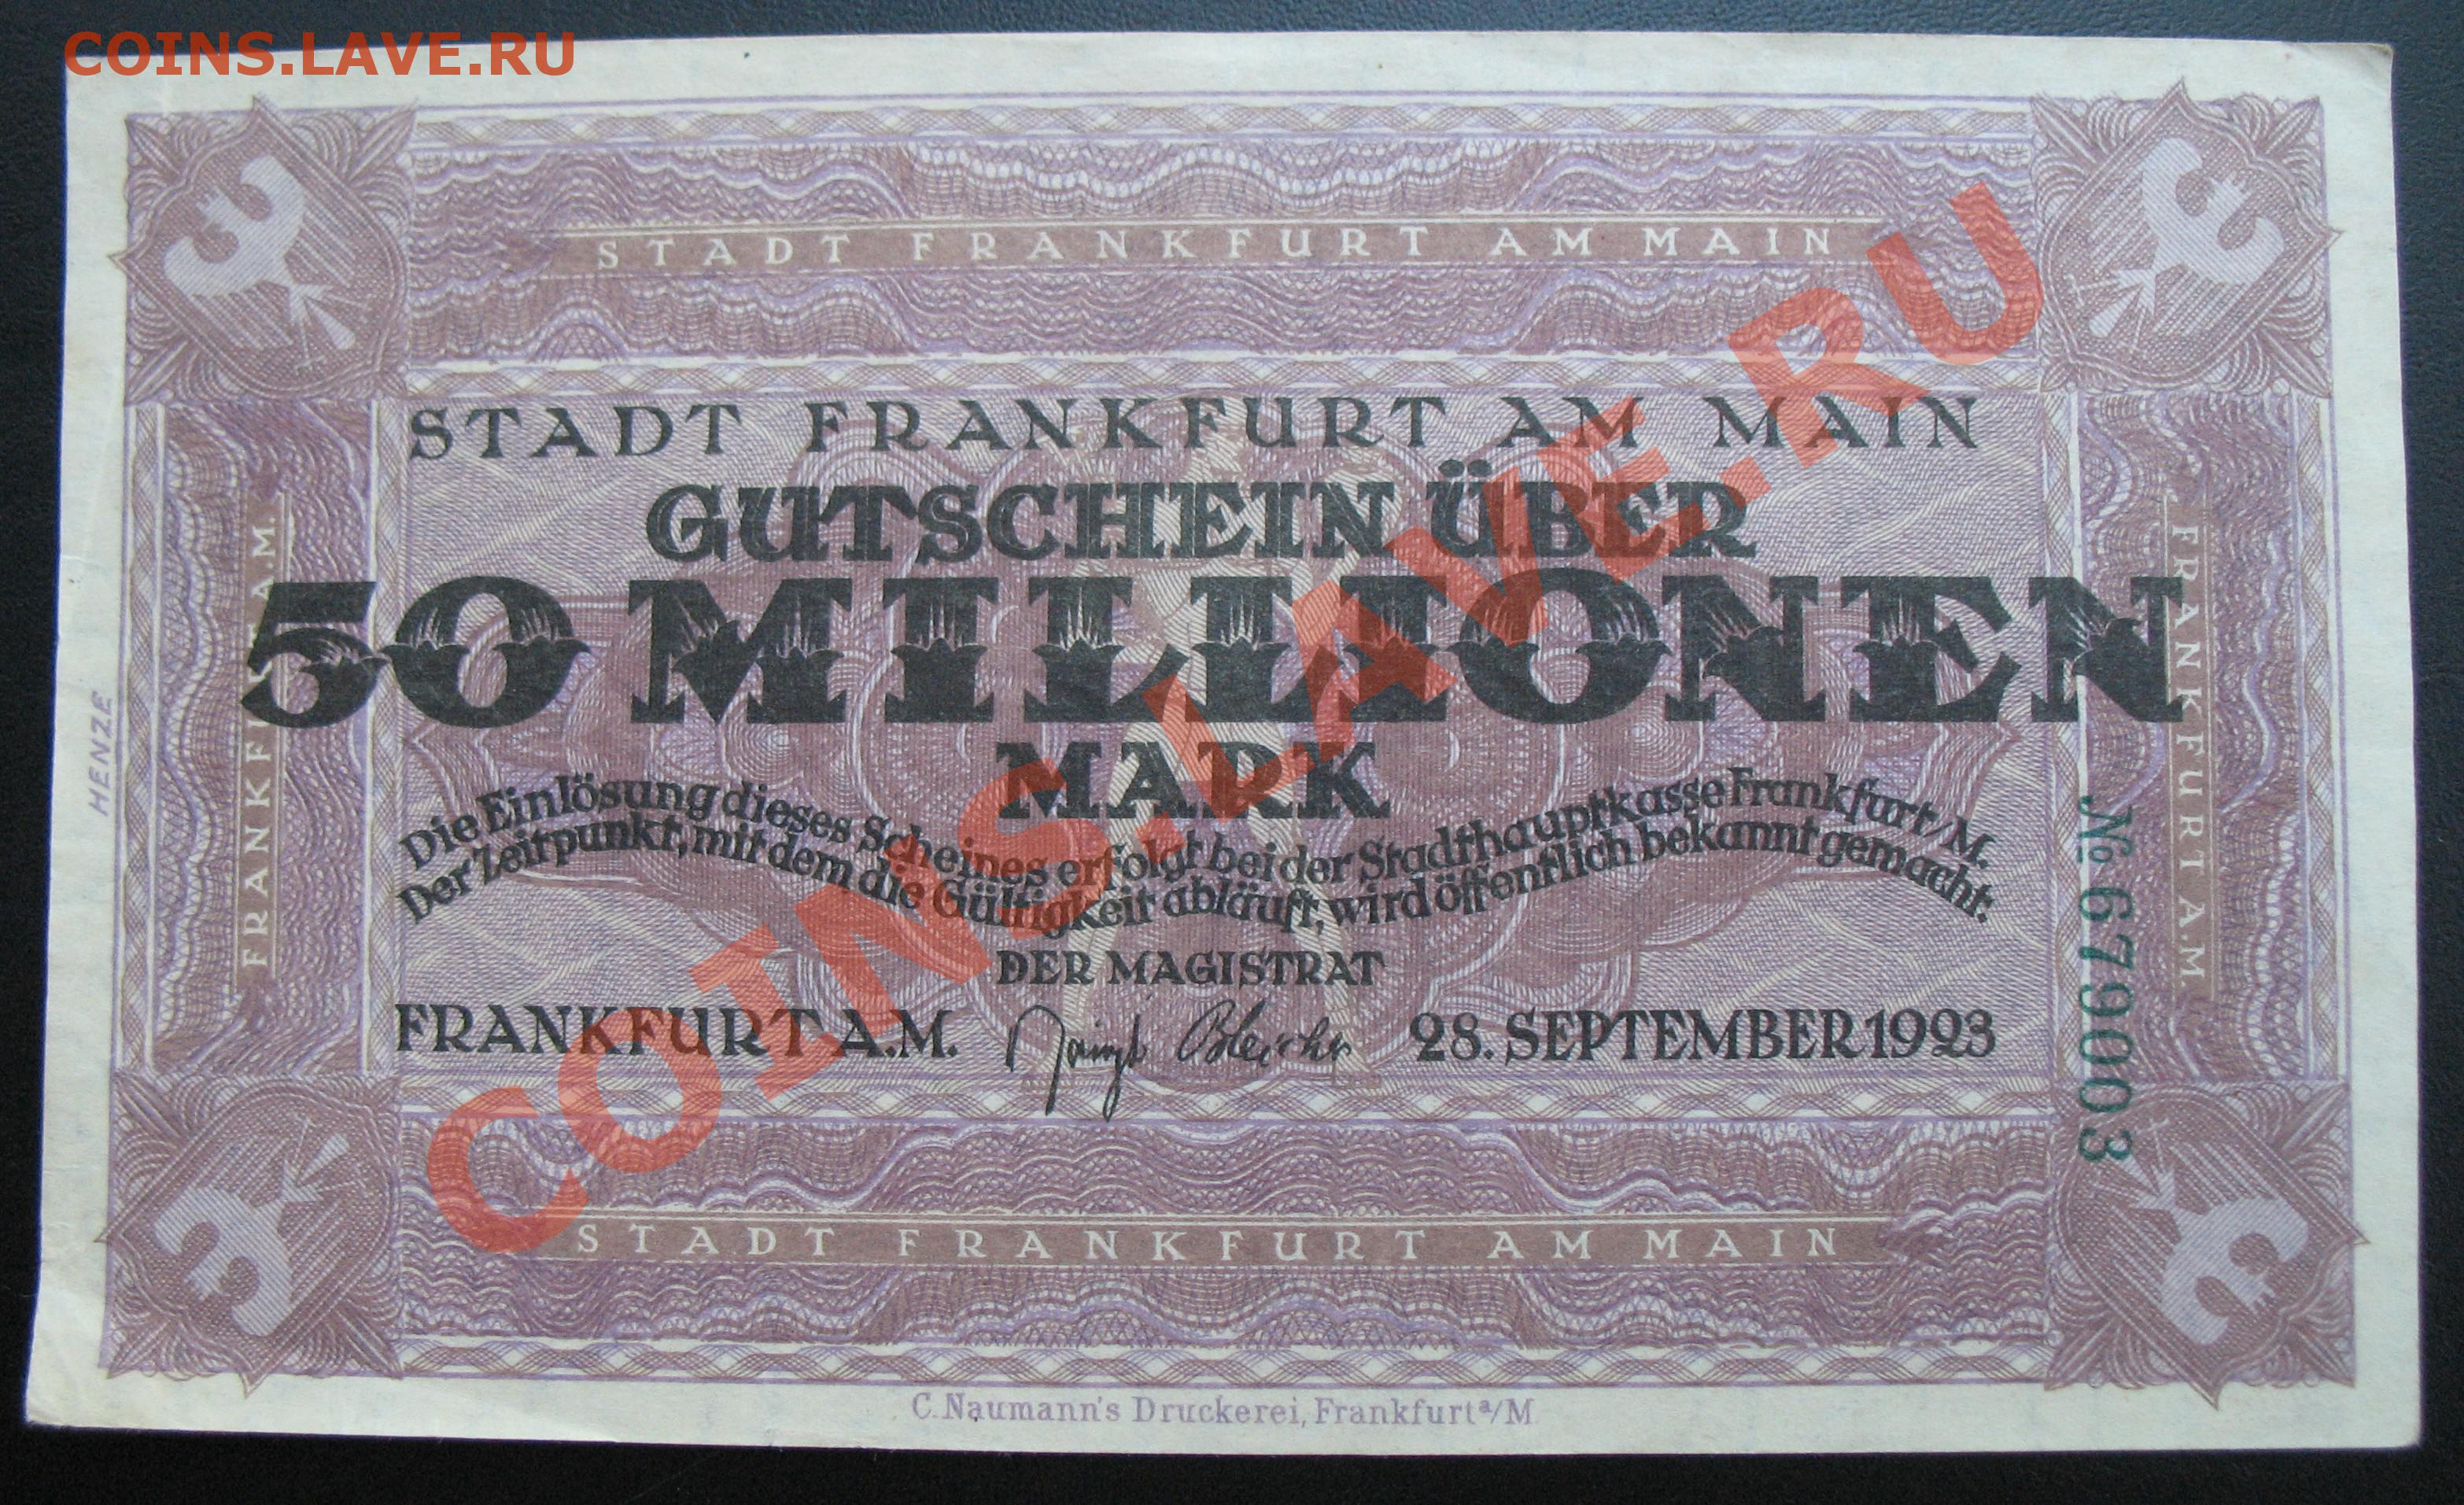 COINS.LAVE.RU
STADT FRANKFURT AM MAIN
STADT FRANKFURT AM MAIN
GUTSCHEIN ÜBER
50 MILLIONEN
MARK
Die Einlösung dieses Scheines erfolgt bei der Stadthauptkasse Frankfurt/M.
Der Zeitpunkt, mit dem die Gültigkeit abläuft, wird öffentlich bekannt gemacht.
DER MAGISTRAT
FRANKFURT A.M. 28. SEPTEMBER 1923
STADT FRANKFURT AM MAIN
C. Naumann's Druckerei, Frankfurt a/M
HENZE
FRANKFURT A.M.
FRANKFURT A.M.
№ 679003
COINS.LAVE.RU